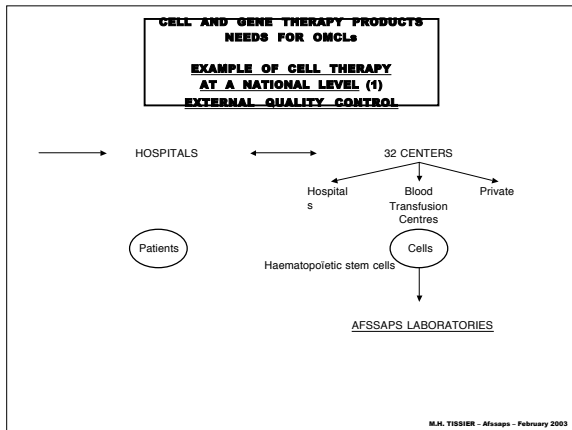 CELL AND GENE THERAPY PRODUCTS
NEEDS FOR OMCLs
EXAMPLE OF CELL THERAPY
AT A NATIONAL LEVEL (1)
EXTERNAL QUALITY CONTROL
HOSPITALS
32 CENTERS
Hospital
s
Blood
Transfusion
Centres
Private
Patients
Cells
Haematopoïetic stem cells
AFSSAPS LABORATORIES
M.H. TISSIER – Afssaps – February 2003